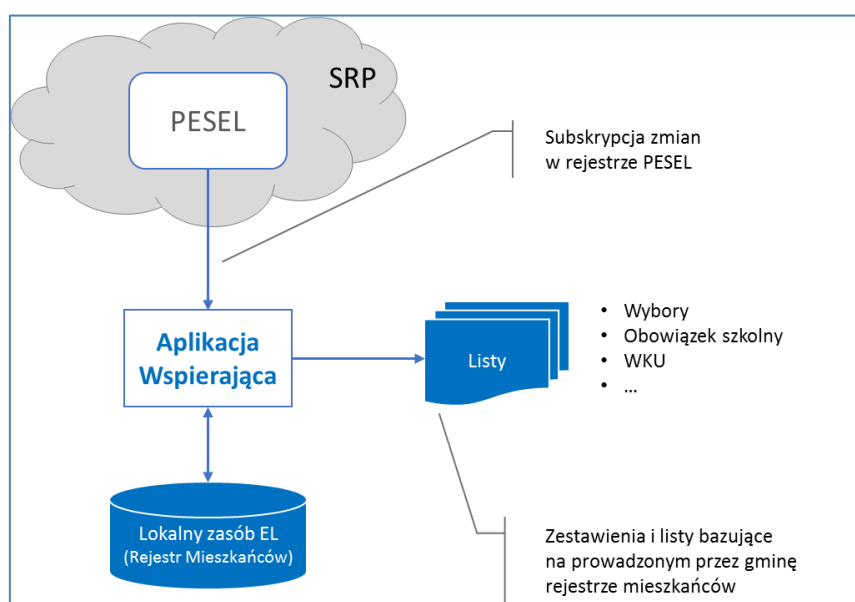 SRP
PESEL
Subskrypcja zmian
w rejestrze PESEL
Aplikacja
Wspierająca
Listy
• Wybory
• Obowiązek szkolny
• WKU
• ...
Lokalny zasób EL
(Rejestr Mieszkańców)
Zestawienia i listy bazujące
na prowadzonym przez gminę
rejestrze mieszkańców